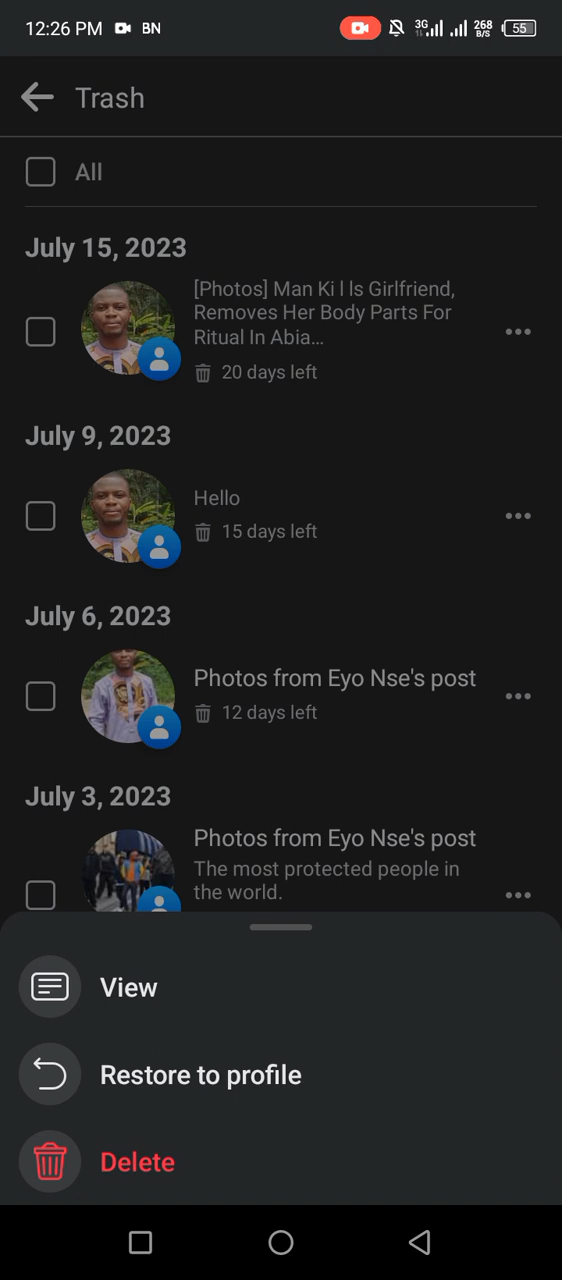 12:26 PM BN 3G 268 B/S 55
Trash
All
July 15, 2023
[Photos] Man Ki l ls Girlfriend,
Removes Her Body Parts For
Ritual In Abia...
20 days left
July 9, 2023
Hello
15 days left
July 6, 2023
Photos from Eyo Nse's post
12 days left
July 3, 2023
Photos from Eyo Nse's post
The most protected people in
the world.
View
Restore to profile
Delete